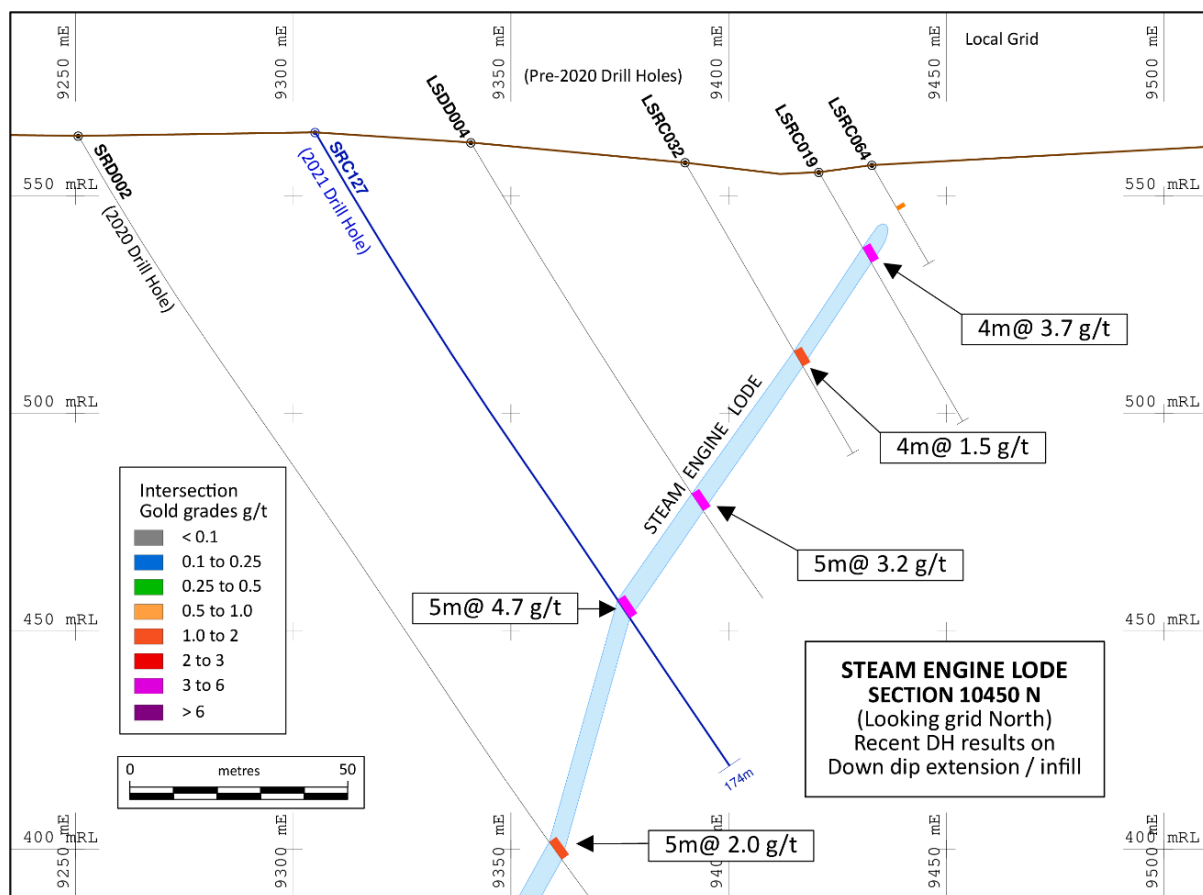 9250 mE
9300 mE
9350 mE
9400 mE
9450 mE
9500 mE
Local Grid
(Pre-2020 Drill Holes)
SRD002
(2020 Drill Hole)
SRC127
(2021 Drill Hole)
LSDD004
LSRC032
LSRC019
LSRC064
550 mRL
550 mRL
4m@ 3.7 g/t
500 mRL
500 mRL
4m@ 1.5 g/t
STEAM ENGINE LODE
5m@ 3.2 g/t
5m@ 4.7 g/t
450 mRL
450 mRL
Intersection
Gold grades g/t
< 0.1
0.1 to 0.25
0.25 to 0.5
0.5 to 1.0
1.0 to 2
2 to 3
3 to 6
> 6
STEAM ENGINE LODE
SECTION 10450 N
(Looking grid North)
Recent DH results on
Down dip extension / infill
0 metres 50
174m
5m@ 2.0 g/t
400 mRL
400 mRL
9250 mE
9300 mE
9350 mE
9400 mE
9450 mE
9500 mE